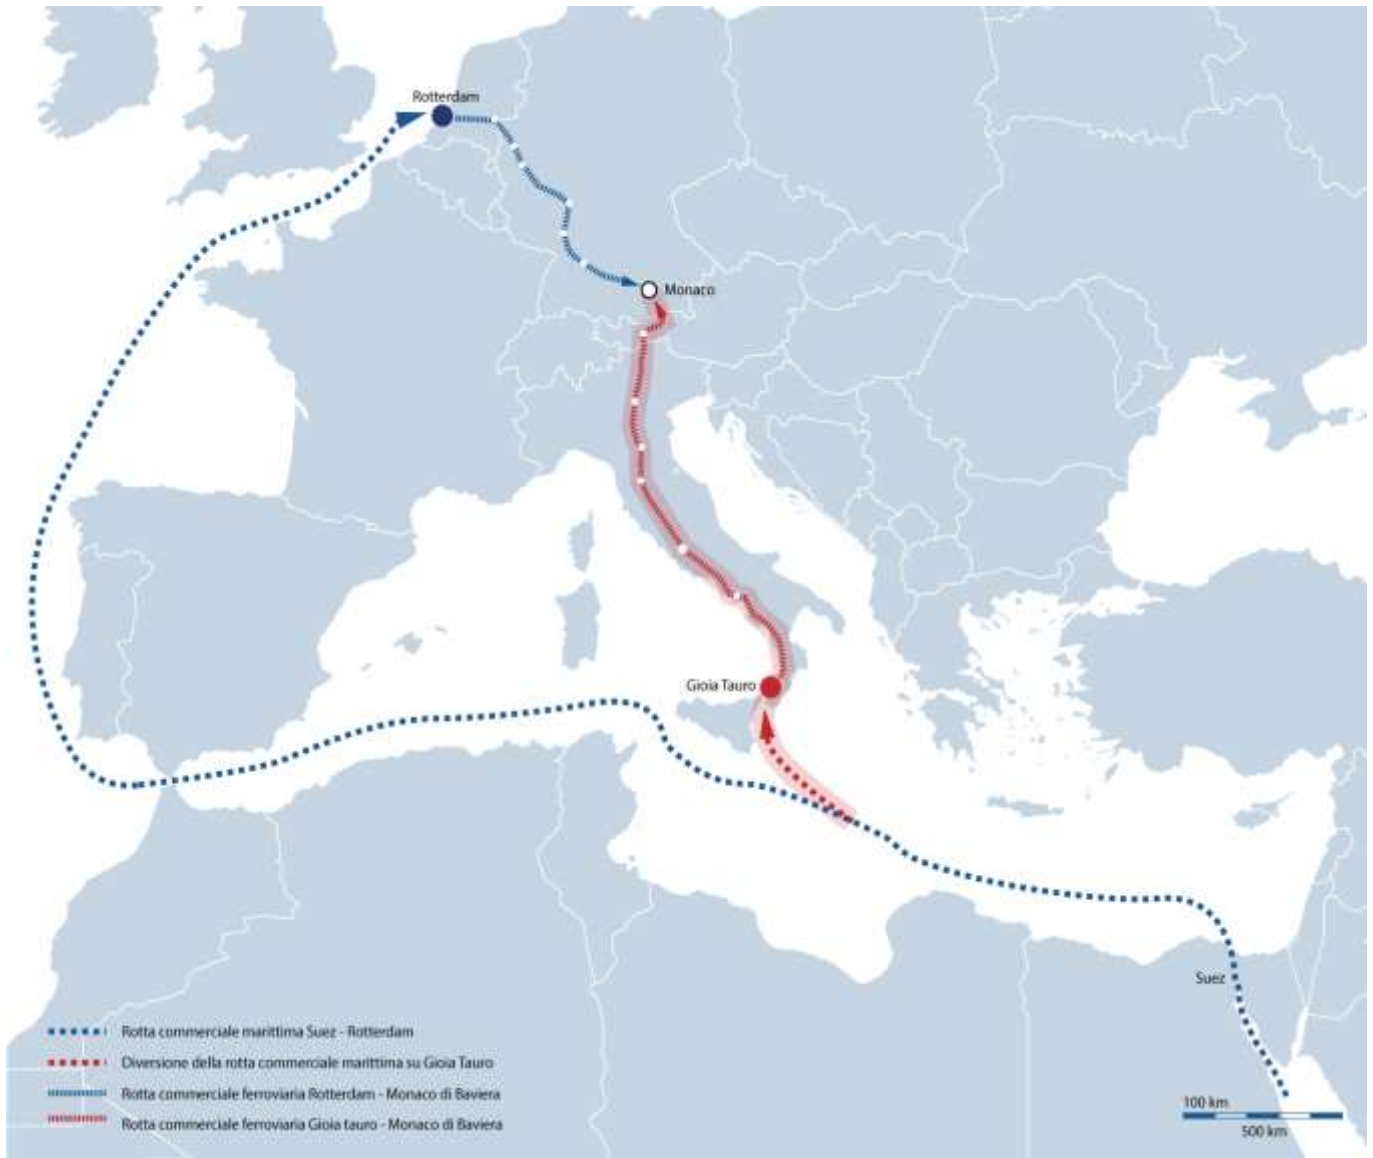 Rotterdam
Monaco
Gioia Tauro
Suez
Rotta commerciale marittima Suez - Rotterdam
Diversione della rotta commerciale marittima su Gioia Tauro
Rotta commerciale ferroviaria Rotterdam - Monaco di Baviera
Rotta commerciale ferroviaria Gioia tauro - Monaco di Baviera
100 km
500 km